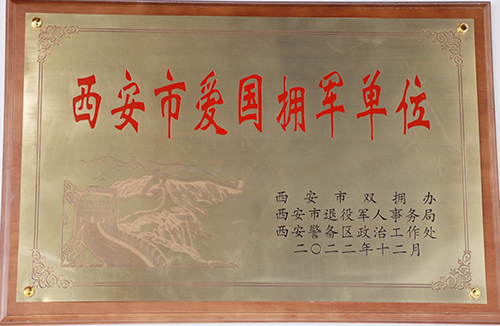 西安市爱国拥军单位
西安市双拥办
西安市退役军人事务局
西安警备区政治工作处
二〇二二年十二月